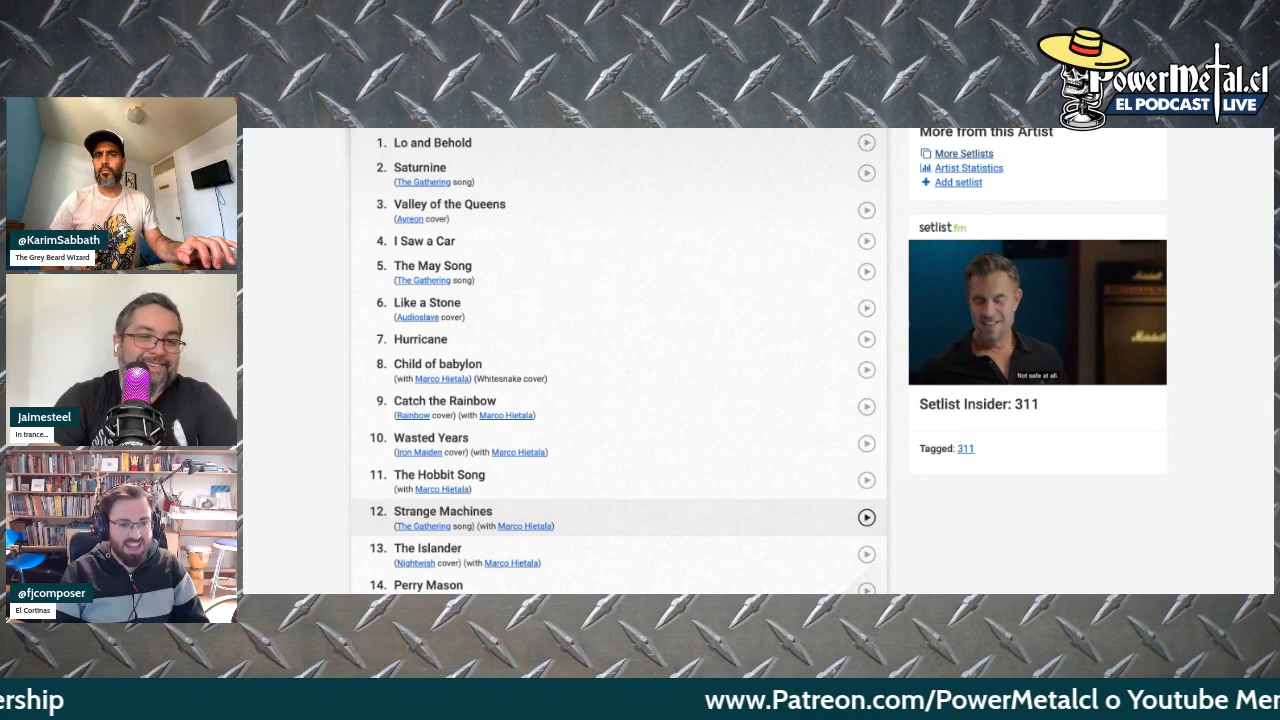 PowerMetal.cl
EL PODCAST LIVE
@KarimSabbath
The Grey Beard Wizard
Jaimesteel
In trance...
@fjcomposer
El Cortinas
1. Lo and Behold
2. Saturnine
(The Gathering song)
3. Valley of the Queens
(Ayreon cover)
4. I Saw a Car
5. The May Song
(The Gathering song)
6. Like a Stone
(Audioslave cover)
7. Hurricane
8. Child of babylon
(with Marco Hietala) (Whitesnake cover)
9. Catch the Rainbow
(Rainbow cover) (with Marco Hietala)
10. Wasted Years
(Iron Maiden cover) (with Marco Hietala)
11. The Hobbit Song
(with Marco Hietala)
12. Strange Machines
(The Gathering song) (with Marco Hietala)
13. The Islander
(Nightwish cover) (with Marco Hietala)
14. Perry Mason
More from this Artist
More Setlists
Artist Statistics
+ Add setlist
setlist.fm
Marshall
Marshall
Not safe at all.
Setlist Insider: 311
Tagged: 311
ership
www.Patreon.com/PowerMetalcl o Youtube Mer